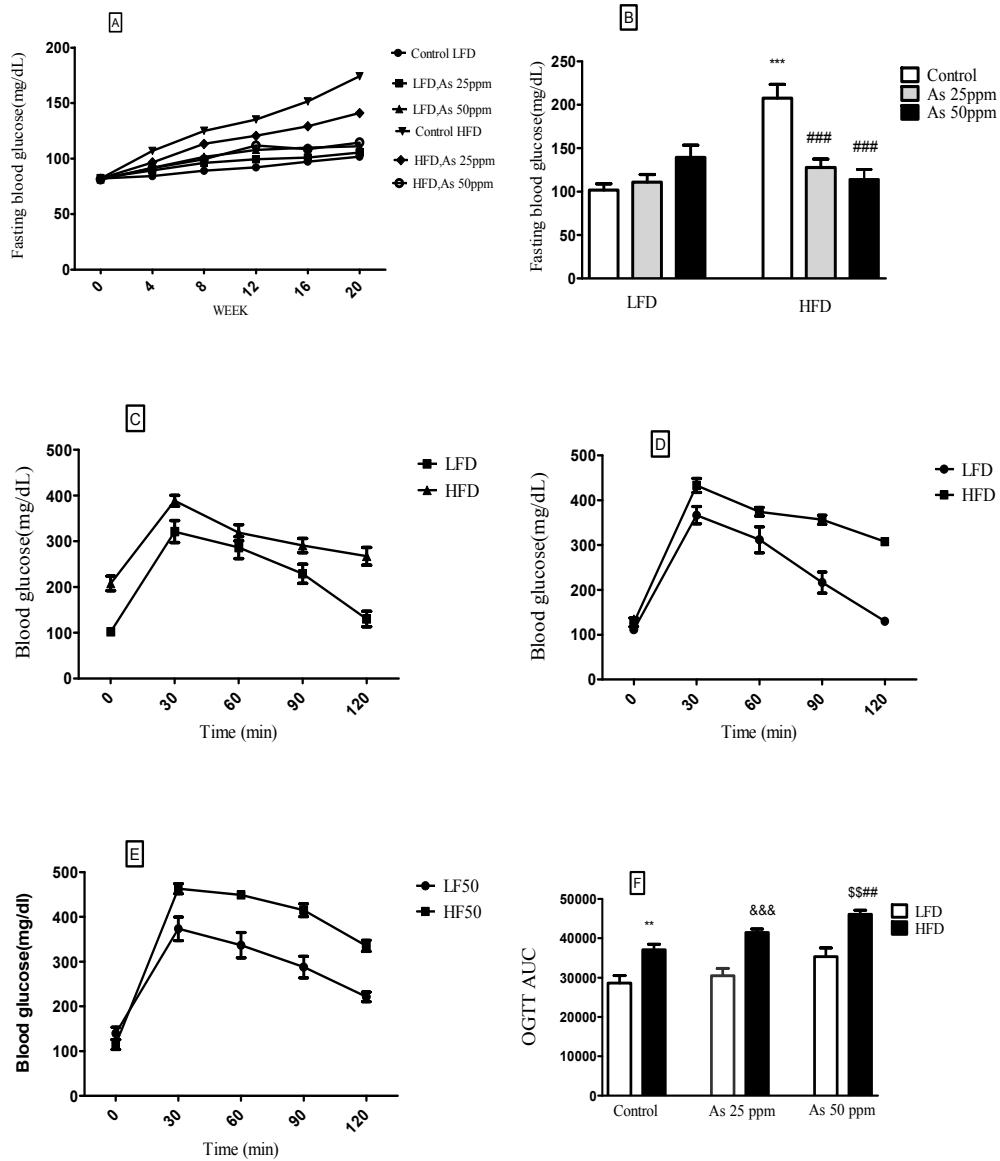 A
Fasting blood glucose(mg/dL)
200
150
100
50
0
0 4 8 12 16 20
WEEK
Control LFD
LFD,As 25ppm
LFD,As 50ppm
Control HFD
HFD,As 25ppm
HFD,As 50ppm
B
Fasting blood glucose(mg/dL)
250
200
150
100
50
0
***
###
###
LFD HFD
Control
As 25ppm
As 50ppm
C
Blood glucose(mg/dL)
500
400
300
200
100
0
0 30 60 90 120
Time (min)
LFD
HFD
D
Blood glucose(mg/dL)
500
400
300
200
100
0
0 30 60 90 120
Time (min)
LFD
HFD
E
Blood glucose(mg/dl)
500
400
300
200
100
0
0 30 60 90 120
Time (min)
LF50
HF50
F
OGTT AUC
50000
40000
30000
20000
10000
0
**
&&&
$$##
Control As 25 ppm As 50 ppm
LFD
HFD